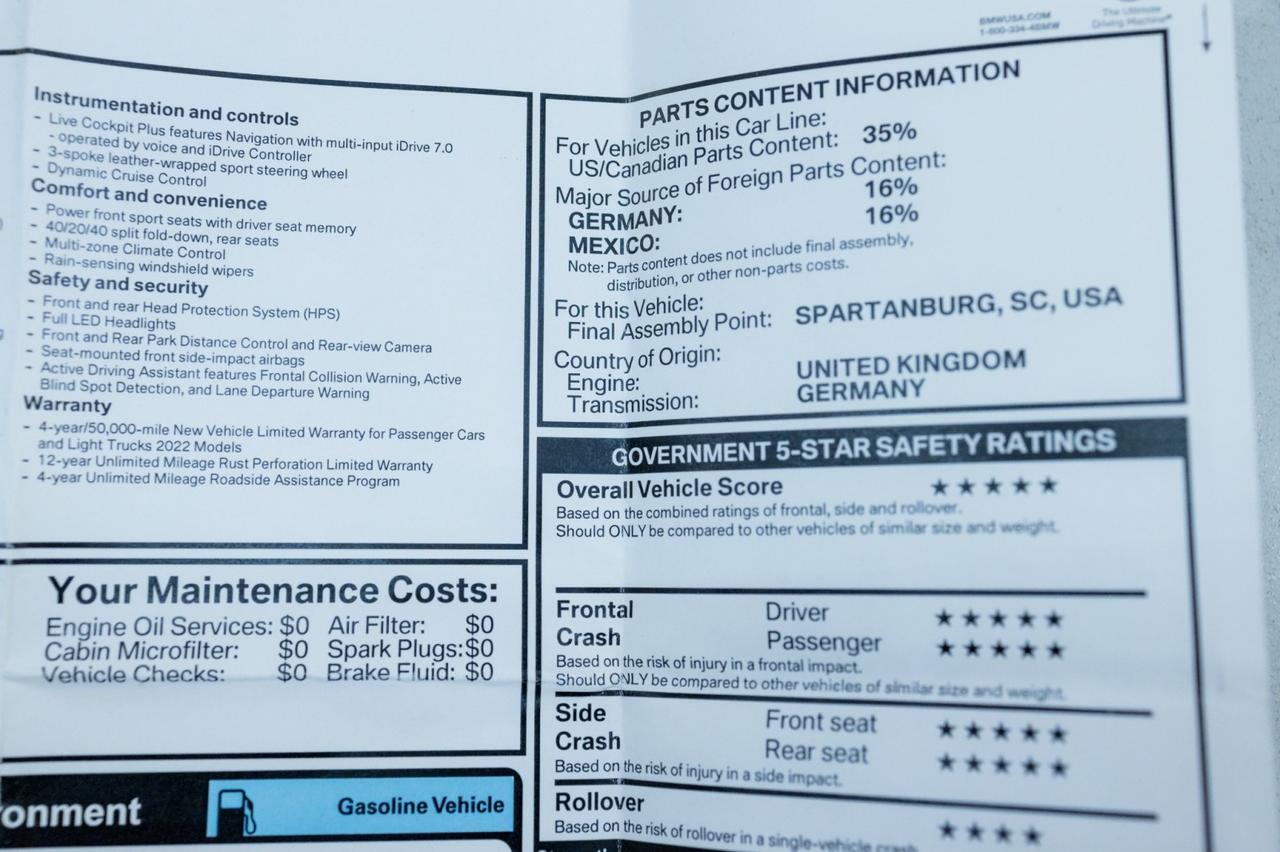 BMWUSA.COM
1-800-334-4BMW
The Ultimate
Driving Machine®
Instrumentation and controls
- Live Cockpit Plus features Navigation with multi-input iDrive 7.0
- operated by voice and iDrive Controller
- 3-spoke leather-wrapped sport steering wheel
- Dynamic Cruise Control
Comfort and convenience
- Power front sport seats with driver seat memory
- 40/20/40 split fold-down, rear seats
- Multi-zone Climate Control
- Rain-sensing windshield wipers
Safety and security
- Front and rear Head Protection System (HPS)
- Full LED Headlights
- Front and Rear Park Distance Control and Rear-view Camera
- Seat-mounted front side-impact airbags
- Active Driving Assistant features Frontal Collision Warning, Active
Blind Spot Detection, and Lane Departure Warning
Warranty
- 4-year/50,000-mile New Vehicle Limited Warranty for Passenger Cars
and Light Trucks 2022 Models
- 12-year Unlimited Mileage Rust Perforation Limited Warranty
- 4-year Unlimited Mileage Roadside Assistance Program
Your Maintenance Costs:
Engine Oil Services: $0 Air Filter: $0
Cabin Microfilter: $0 Spark Plugs: $0
Vehicle Checks: $0 Brake Fluid: $0
onment
Gasoline Vehicle
PARTS CONTENT INFORMATION
For Vehicles in this Car Line:
US/Canadian Parts Content: 35%
Major Source of Foreign Parts Content:
GERMANY: 16%
MEXICO: 16%
Note: Parts content does not include final assembly,
distribution, or other non-parts costs.
For this Vehicle:
Final Assembly Point: SPARTANBURG, SC, USA
Country of Origin:
Engine: UNITED KINGDOM
Transmission: GERMANY
GOVERNMENT 5-STAR SAFETY RATINGS
Overall Vehicle Score ★★★★★
Based on the combined ratings of frontal, side and rollover.
Should ONLY be compared to other vehicles of similar size and weight.
Frontal Driver ★★★★★
Crash Passenger ★★★★★
Based on the risk of injury in a frontal impact.
Should ONLY be compared to other vehicles of similar size and weight.
Side Front seat ★★★★★
Crash Rear seat ★★★★★
Based on the risk of injury in a side impact.
Rollover ★★★★
Based on the risk of rollover in a single-vehicle crash.